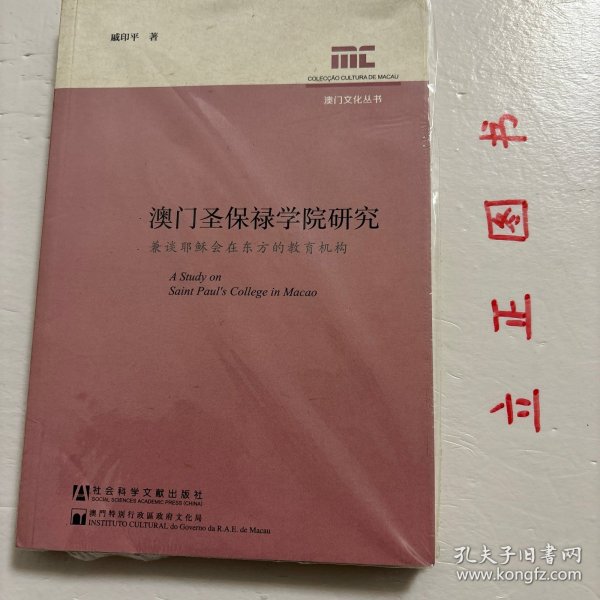 戚印平 著
MC
COLECÇÃO CULTURA DE MACAU
澳门文化丛书
澳门圣保禄学院研究
兼谈耶稣会在东方的教育机构
A Study on
Saint Paul's College in Macao
社会科学文献出版社
SOCIAL SCIENCES ACADEMIC PRESS (CHINA)
澳門特別行政區政府文化局
INSTITUTO CULTURAL do Governo da R.A.E. de Macau
书
图
正
立
孔夫子旧书网
www.kongfz.com